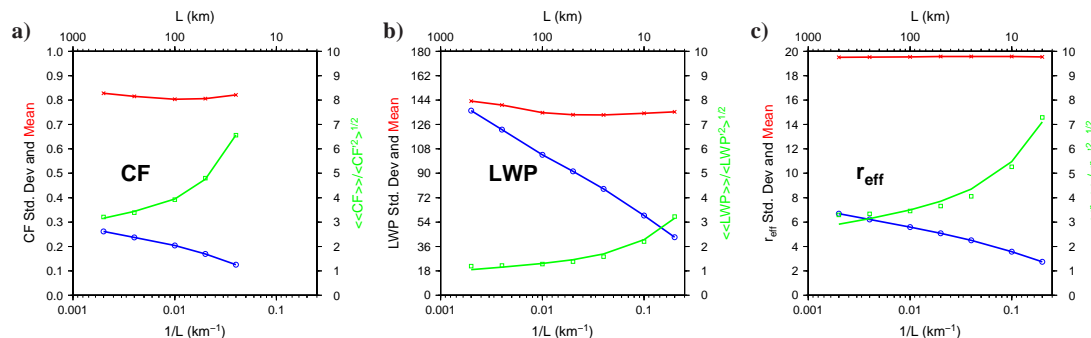 a)
L (km)
1000 100 10
1.0 0.9 0.8 0.7 0.6 0.5 0.4 0.3 0.2 0.1 0.0
CF Std. Dev and Mean
CF
10 9 8 7 6 5 4 3 2 1 0
<<CF>>/<CF'²>^1/2
0.001 0.01 0.1
1/L (km⁻¹)
b)
L (km)
1000 100 10
180 162 144 126 108 90 72 54 36 18 0
LWP Std. Dev and Mean
LWP
10 9 8 7 6 5 4 3 2 1 0
<<LWP>>/<LWP'²>^1/2
0.001 0.01 0.1
1/L (km⁻¹)
c)
L (km)
1000 100 10
20 18 16 14 12 10 8 6 4 2 0
r_eff Std. Dev and Mean
r_eff
10 9 8 7 6 5 4 3 2 1 0
0.001 0.01 0.1
1/L (km⁻¹)